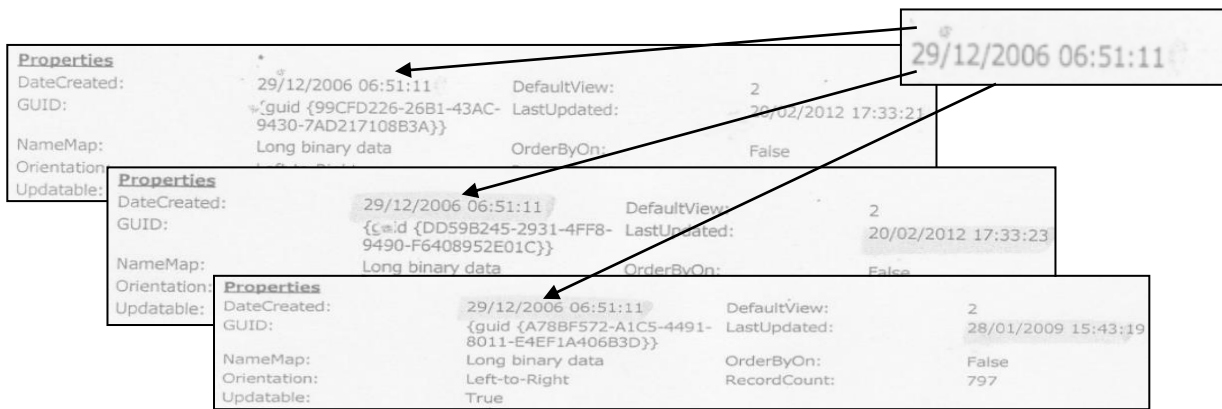 29/12/2006 06:51:11
Properties
DateCreated: 29/12/2006 06:51:11 DefaultView: 2
GUID: {guid {99CFD226-26B1-43AC- LastUpdated: 20/02/2012 17:33:21
9430-7AD217108B3A}}
NameMap: Long binary data OrderByOn: False
Orientation: Left-to-Right
Updatable:
Properties
DateCreated: 29/12/2006 06:51:11 DefaultView: 2
GUID: {guid {DD59B245-2931-4FF8- LastUpdated: 20/02/2012 17:33:23
9490-F6408952E01C}}
NameMap: Long binary data OrderByOn: False
Orientation:
Updatable:
Properties
DateCreated: 29/12/2006 06:51:11 DefaultView: 2
GUID: {guid {A78BF572-A1C5-4491- LastUpdated: 28/01/2009 15:43:19
8011-E4EF1A406B3D}}
NameMap: Long binary data OrderByOn: False
Orientation: Left-to-Right RecordCount: 797
Updatable: True